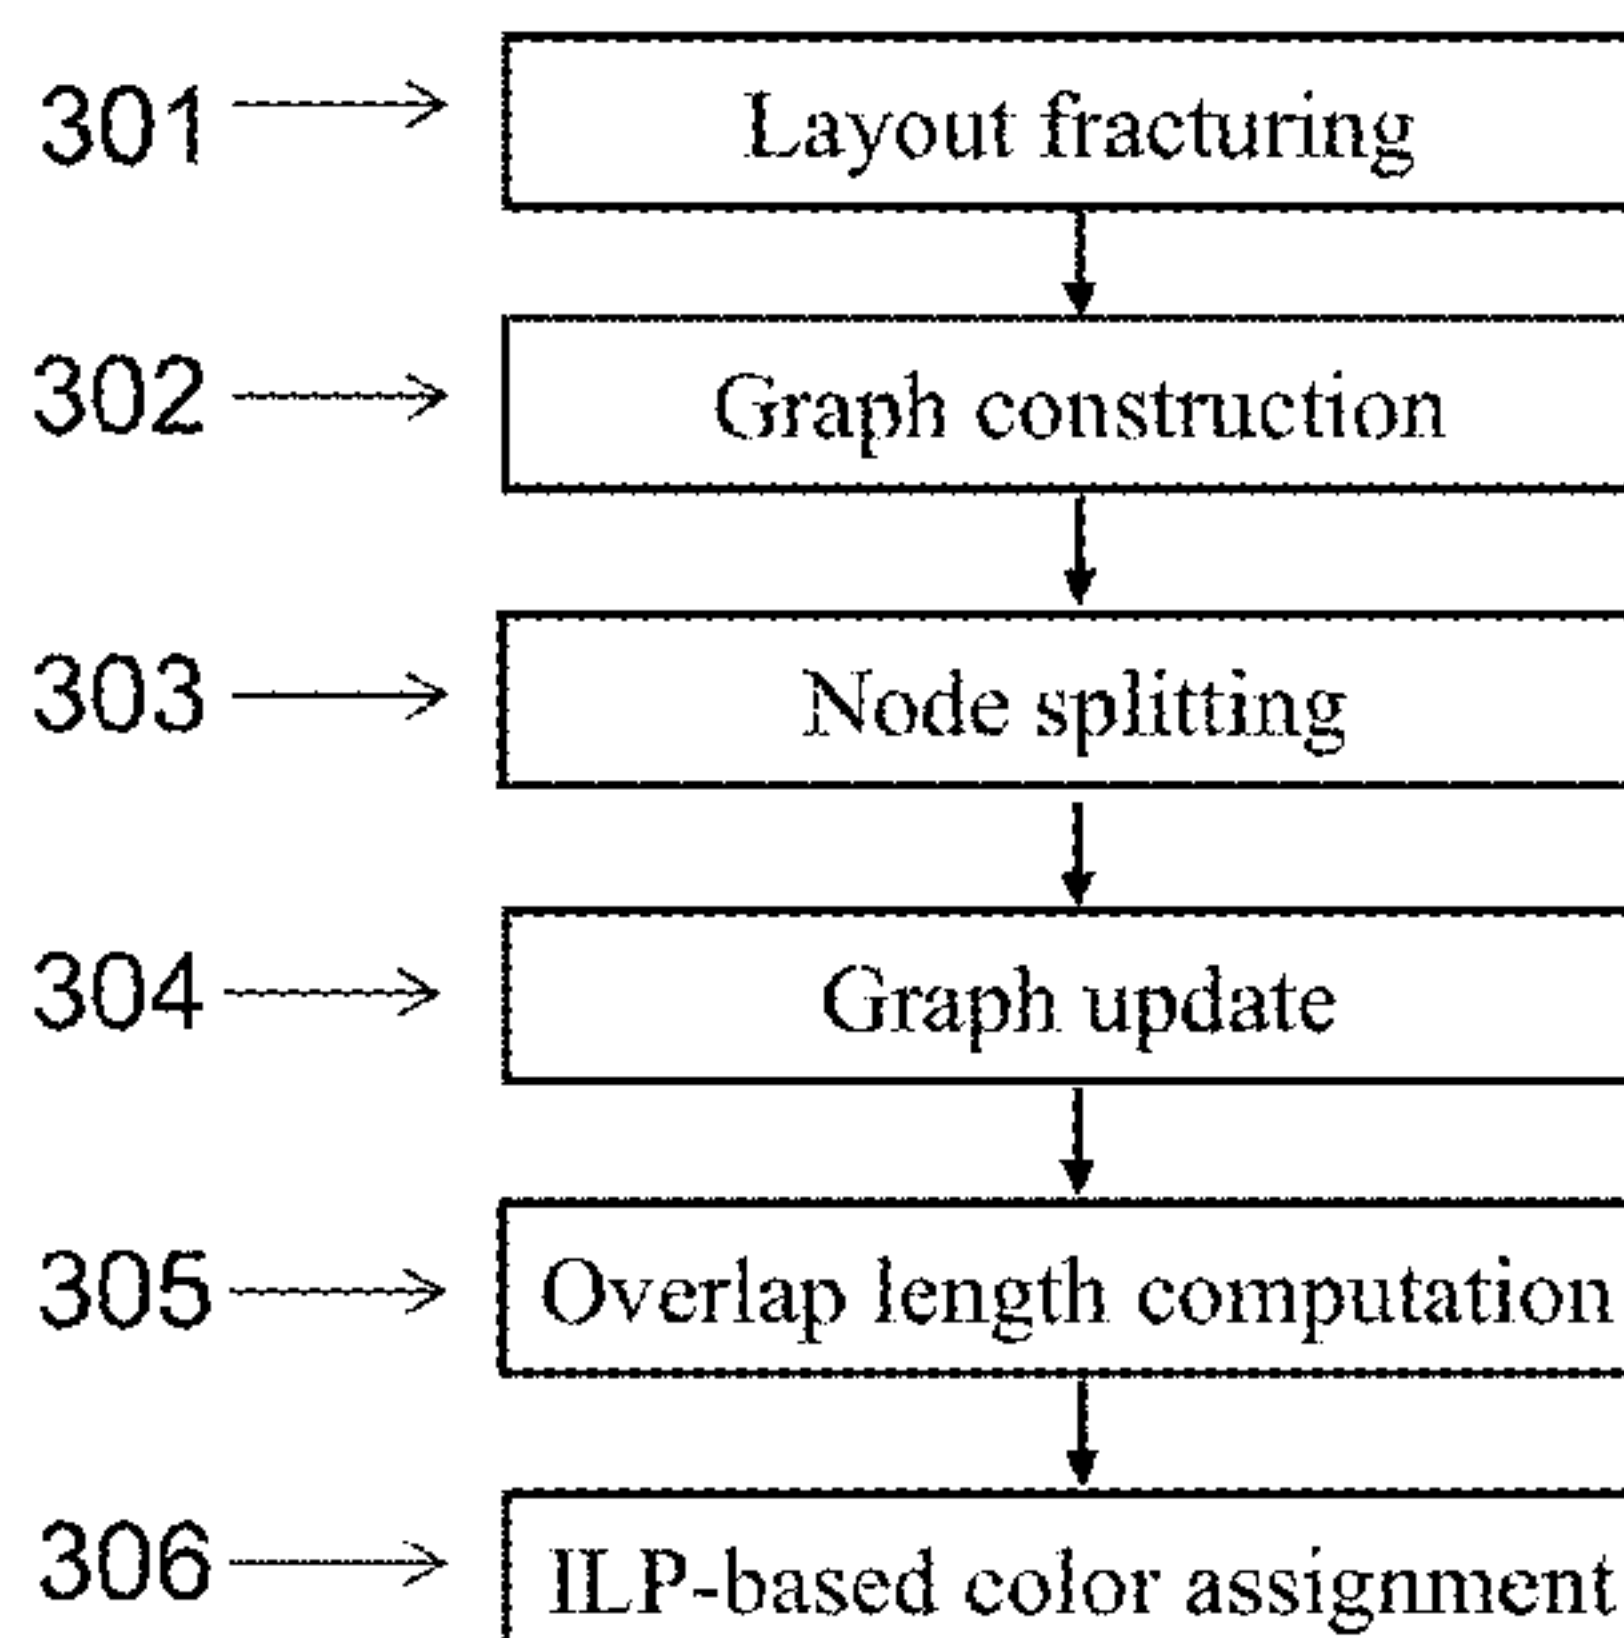 301 Layout fracturing
302 Graph construction
303 Node splitting
304 Graph update
305 Overlap length computation
306 ILP-based color assignment